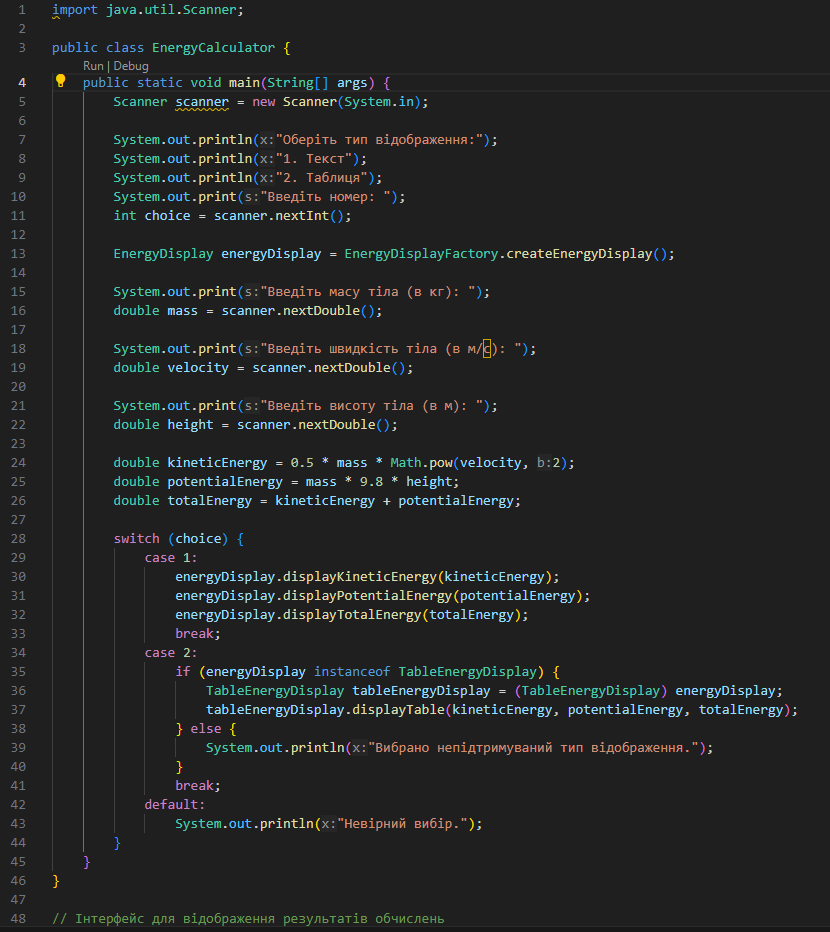 1 import java.util.Scanner;
2
3 public class EnergyCalculator {
Run | Debug
4 public static void main(String[] args) {
5 Scanner scanner = new Scanner(System.in);
6
7 System.out.println(x:"Оберіть тип відображення:");
8 System.out.println(x:"1. Текст");
9 System.out.println(x:"2. Таблиця");
10 System.out.print(s:"Введіть номер: ");
11 int choice = scanner.nextInt();
12
13 EnergyDisplay energyDisplay = EnergyDisplayFactory.createEnergyDisplay();
14
15 System.out.print(s:"Введіть масу тіла (в кг): ");
16 double mass = scanner.nextDouble();
17
18 System.out.print(s:"Введіть швидкість тіла (в м/с): ");
19 double velocity = scanner.nextDouble();
20
21 System.out.print(s:"Введіть висоту тіла (в м): ");
22 double height = scanner.nextDouble();
23
24 double kineticEnergy = 0.5 * mass * Math.pow(velocity, b:2);
25 double potentialEnergy = mass * 9.8 * height;
26 double totalEnergy = kineticEnergy + potentialEnergy;
27
28 switch (choice) {
29 case 1:
30 energyDisplay.displayKineticEnergy(kineticEnergy);
31 energyDisplay.displayPotentialEnergy(potentialEnergy);
32 energyDisplay.displayTotalEnergy(totalEnergy);
33 break;
34 case 2:
35 if (energyDisplay instanceof TableEnergyDisplay) {
36 TableEnergyDisplay tableEnergyDisplay = (TableEnergyDisplay) energyDisplay;
37 tableEnergyDisplay.displayTable(kineticEnergy, potentialEnergy, totalEnergy);
38 } else {
39 System.out.println(x:"Вибрано непідтримуваний тип відображення.");
40 }
41 break;
42 default:
43 System.out.println(x:"Невірний вибір.");
44 }
45 }
46 }
47
48 // Інтерфейс для відображення результатів обчислень